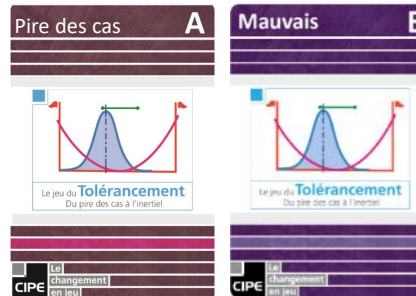 Pire des cas
A
Le jeu du Tolérancement
Du pire des cas à l'inertiel
CIPE
Le
changement
en jeu
Mauvais
B
Le jeu du Tolérancement
Du pire des cas à l'inertiel
CIPE
Le
changement
en jeu